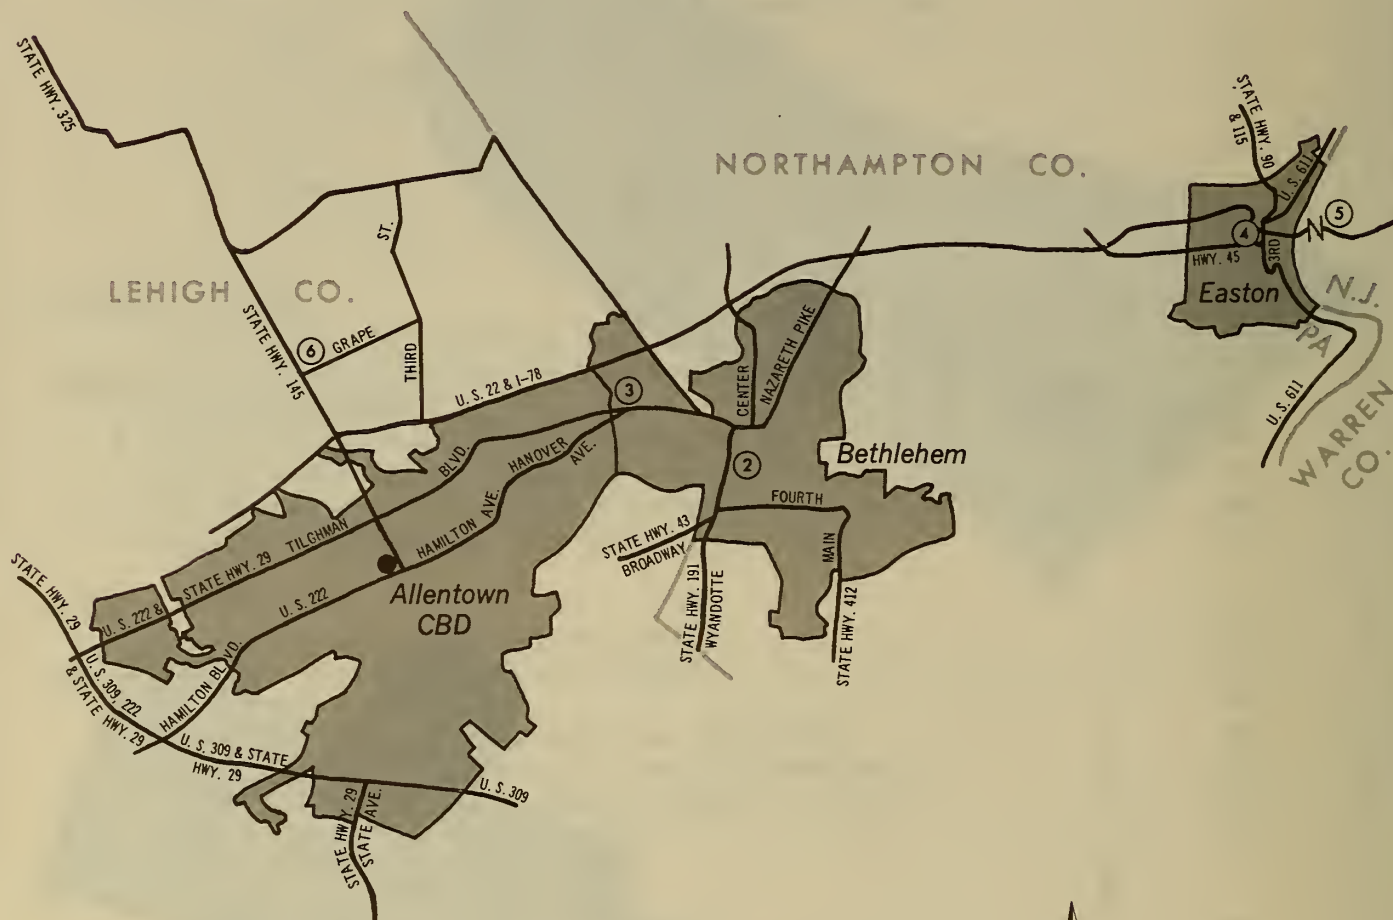 STATE HWY. 325
NORTHAMPTON CO.
STATE HWY. 90
& 115
U.S. 611
5
4
3RD
HWY. 45
Easton
N.J.
PA
U.S. 611
WARREN
CO.
LEHIGH CO.
ST.
THIRD
6
GRAPE
STATE HWY. 145
U.S. 22 & I-78
3
CENTER
NAZARETH PIKE
BLVD.
HANOVER
AVE.
2
Bethlehem
FOURTH
MAIN
STATE HWY. 43
BROADWAY
STATE HWY. 191
WYANDOTTE
STATE HWY. 412
TILGHMAN
HAMILTON AVE.
U.S. 222 & STATE HWY. 29
U.S. 222
Allentown
CBD
STATE HWY. 29
U.S. 309, 222
& STATE HWY. 29
HAMILTON BLVD.
U.S. 309 & STATE
HWY. 29
U.S. 309
STATE HWY. 29
STATE AVE.